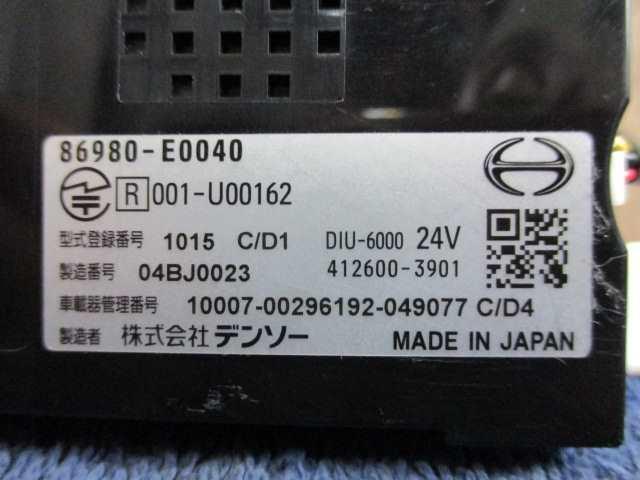 86980-E0040
R 001-U00162
型式登録番号 1015 C/D1 DIU-6000 24V
製造番号 04BJ0023 412600-3901
車載器管理番号 10007-00296192-049077 C/D4
製造者 株式会社 デンソー MADE IN JAPAN